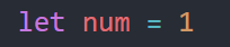 let num = 1